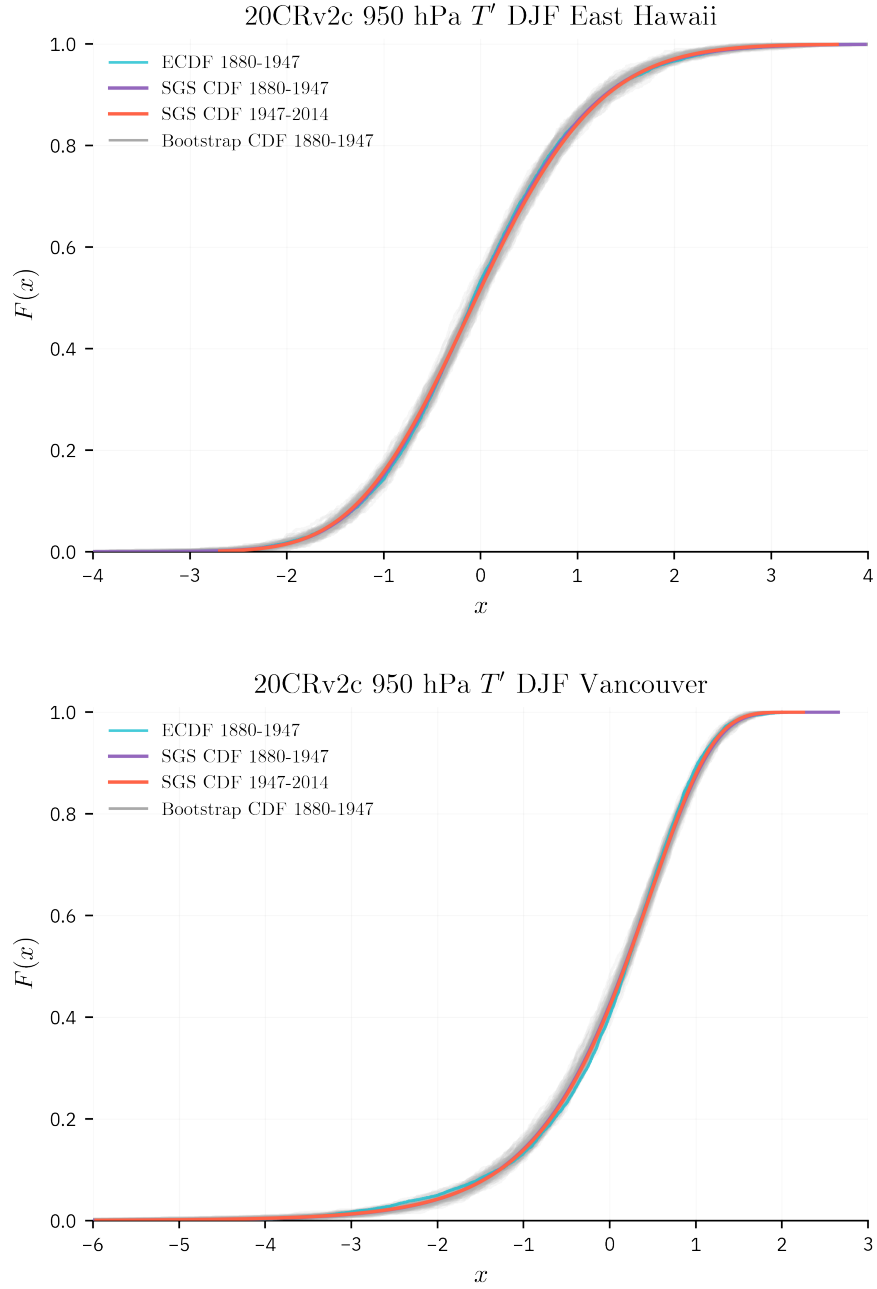 20CRv2c 950 hPa T′ DJF East Hawaii
1.0
ECDF 1880-1947
SGS CDF 1880-1947
SGS CDF 1947-2014
Bootstrap CDF 1880-1947
0.8
0.6
F(x)
0.4
0.2
0.0
−4 −3 −2 −1 0 1 2 3 4
x
20CRv2c 950 hPa T′ DJF Vancouver
1.0
ECDF 1880-1947
SGS CDF 1880-1947
SGS CDF 1947-2014
Bootstrap CDF 1880-1947
0.8
0.6
F(x)
0.4
0.2
0.0
−6 −5 −4 −3 −2 −1 0 1 2 3
x